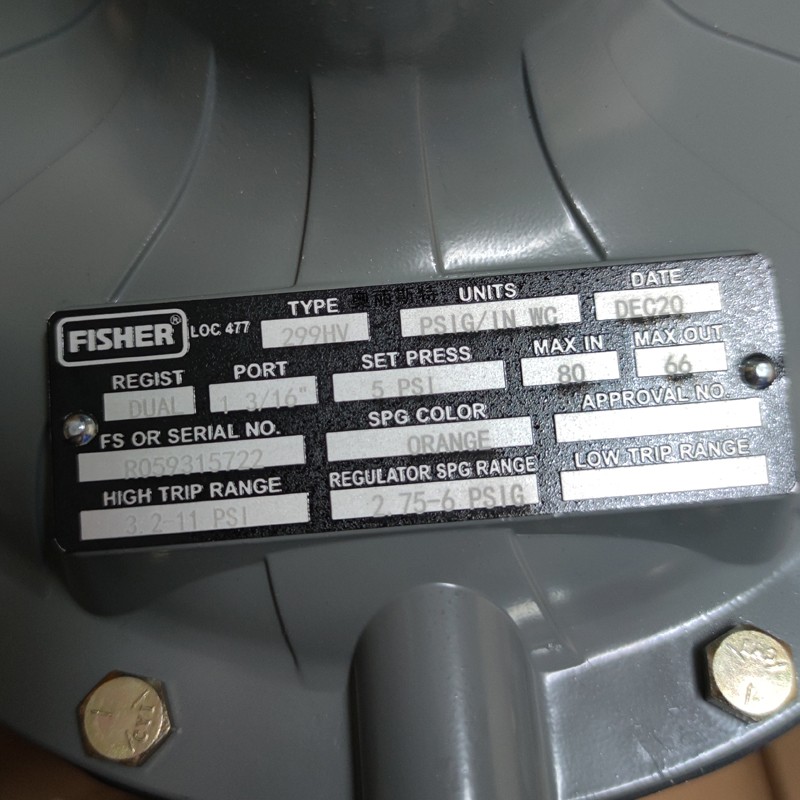 FISHER®
LOC 477
TYPE
299HV
UNITS
PSIG/IN WC
DATE
DEC20
REGIST
DUAL
PORT
1 3/16"
SET PRESS
5 PSI
MAX IN
80
MAX OUT
66
FS OR SERIAL NO.
R059315722
SPG COLOR
ORANGE
APPROVAL NO.
HIGH TRIP RANGE
3.2-11 PSI
REGULATOR SPG RANGE
2.75-6 PSIG
LOW TRIP RANGE